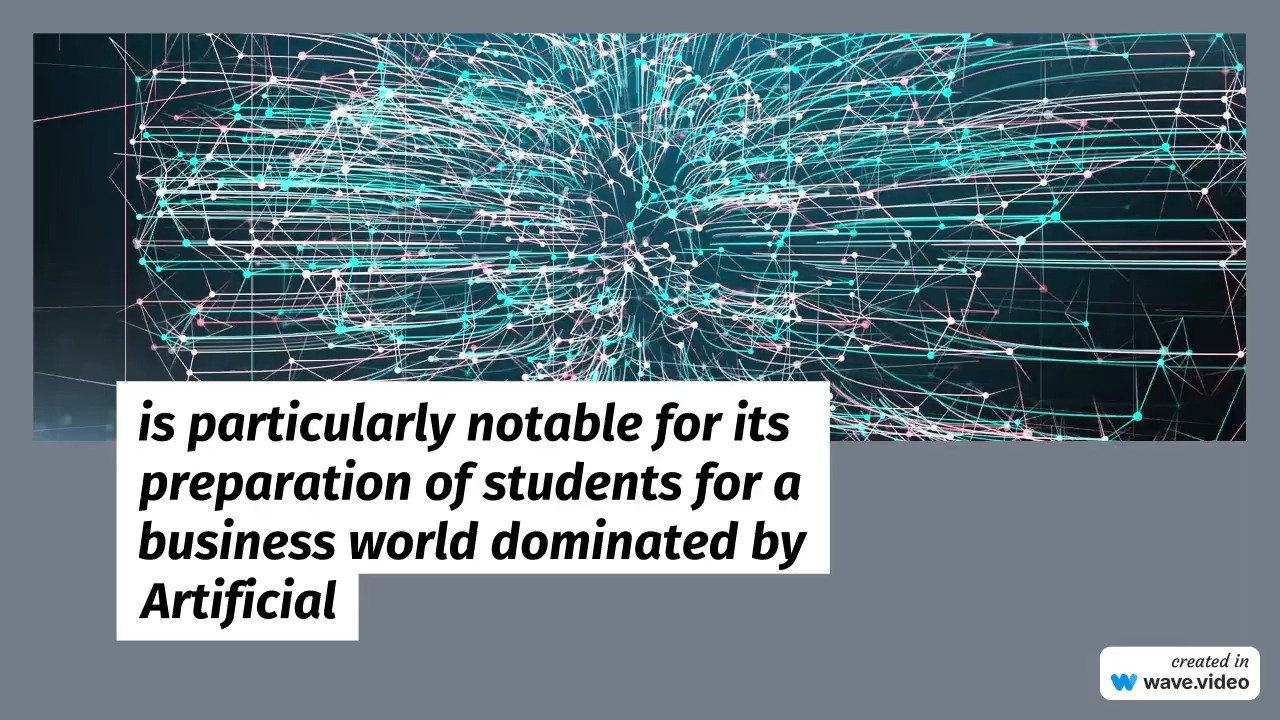 is particularly notable for its
preparation of students for a
business world dominated by
Artificial
created in
wave.video